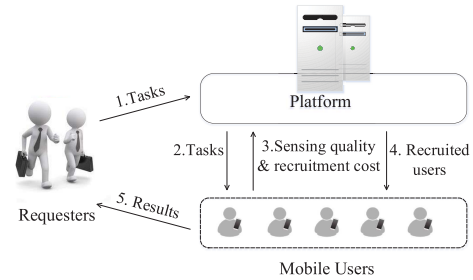 1.Tasks
Platform
2.Tasks
3.Sensing quality
& recruitment cost
4. Recruited
users
Requesters
5. Results
Mobile Users